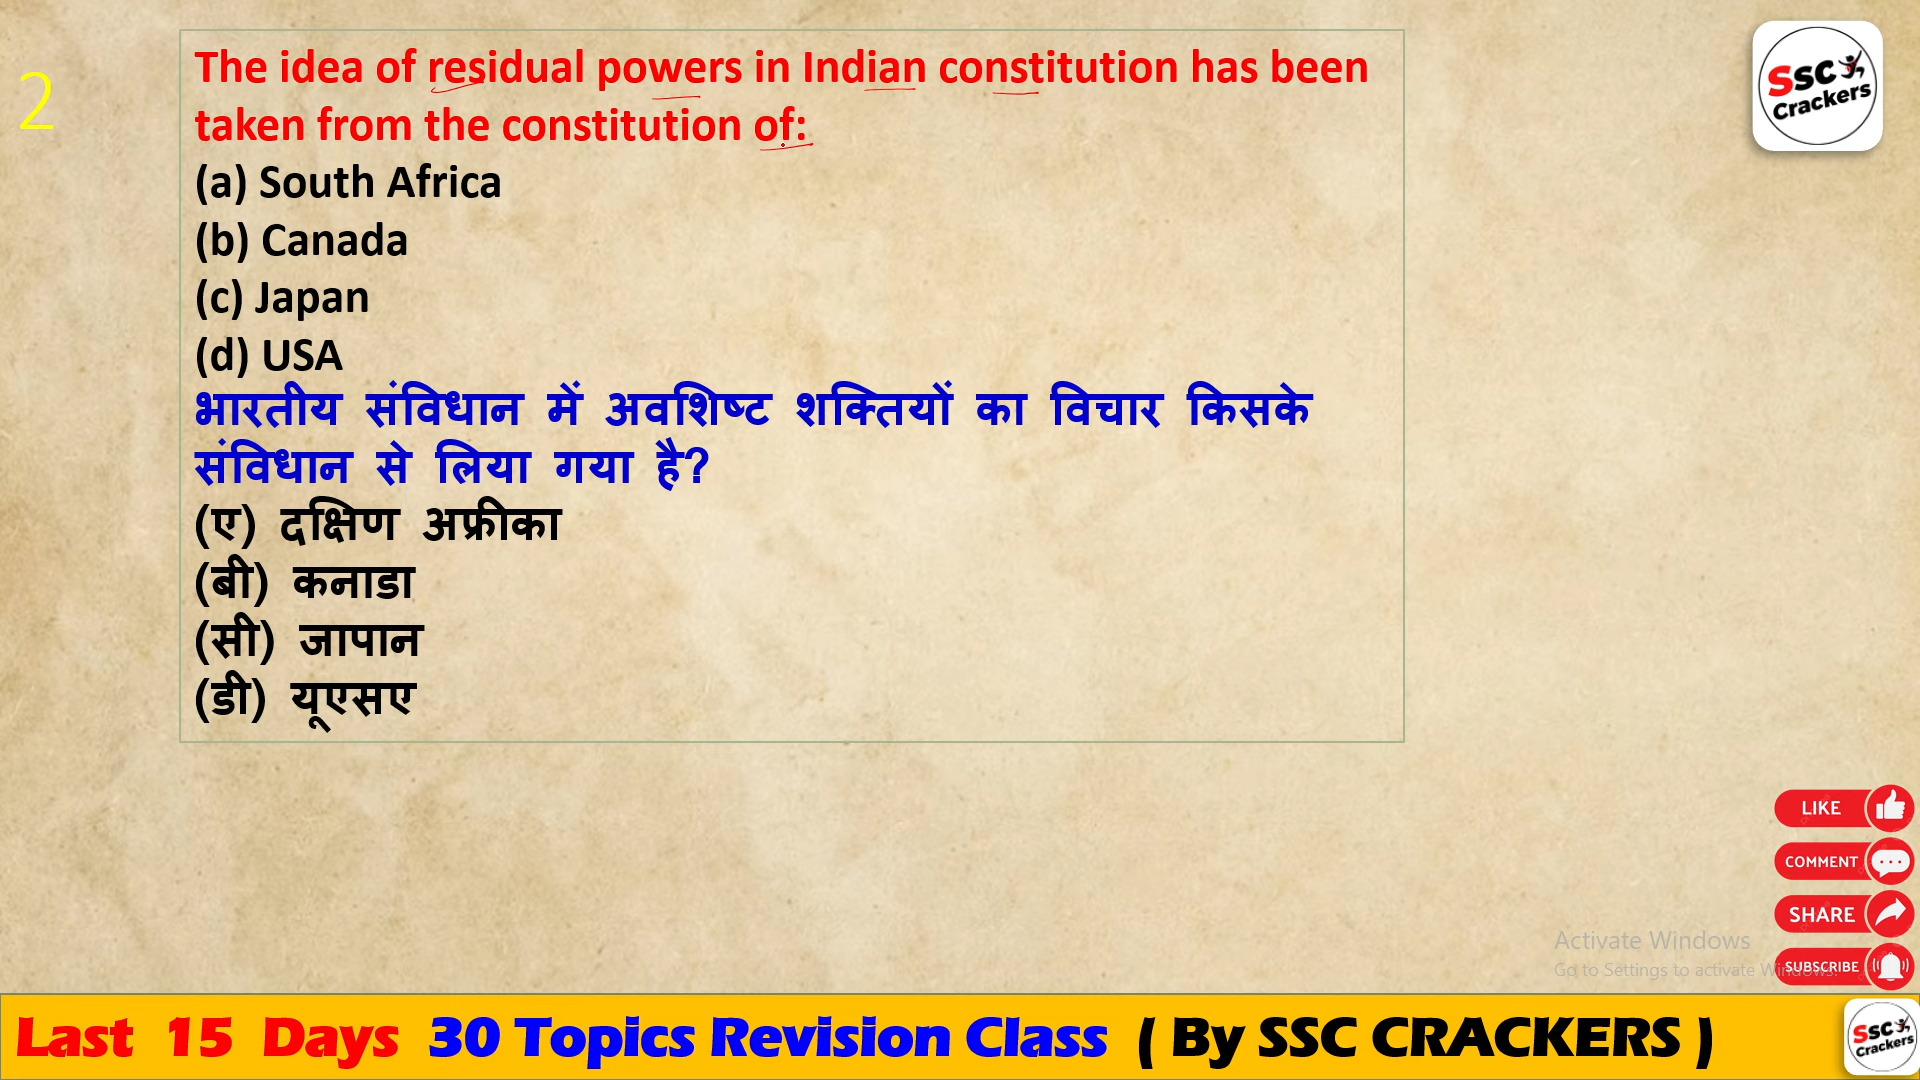 2
The idea of residual powers in Indian constitution has been
taken from the constitution of:
(a) South Africa
(b) Canada
(c) Japan
(d) USA
भारतीय संविधान में अवशिष्ट शक्तियों का विचार किसके
संविधान से लिया गया है?
(ए) दक्षिण अफ्रीका
(बी) कनाडा
(सी) जापान
(डी) यूएसए
SSC
Crackers
LIKE
COMMENT
SHARE
Activate Windows
Go to Settings to activate Windows.
SUBSCRIBE
Last 15 Days 30 Topics Revision Class ( By SSC CRACKERS )
SSC
Crackers